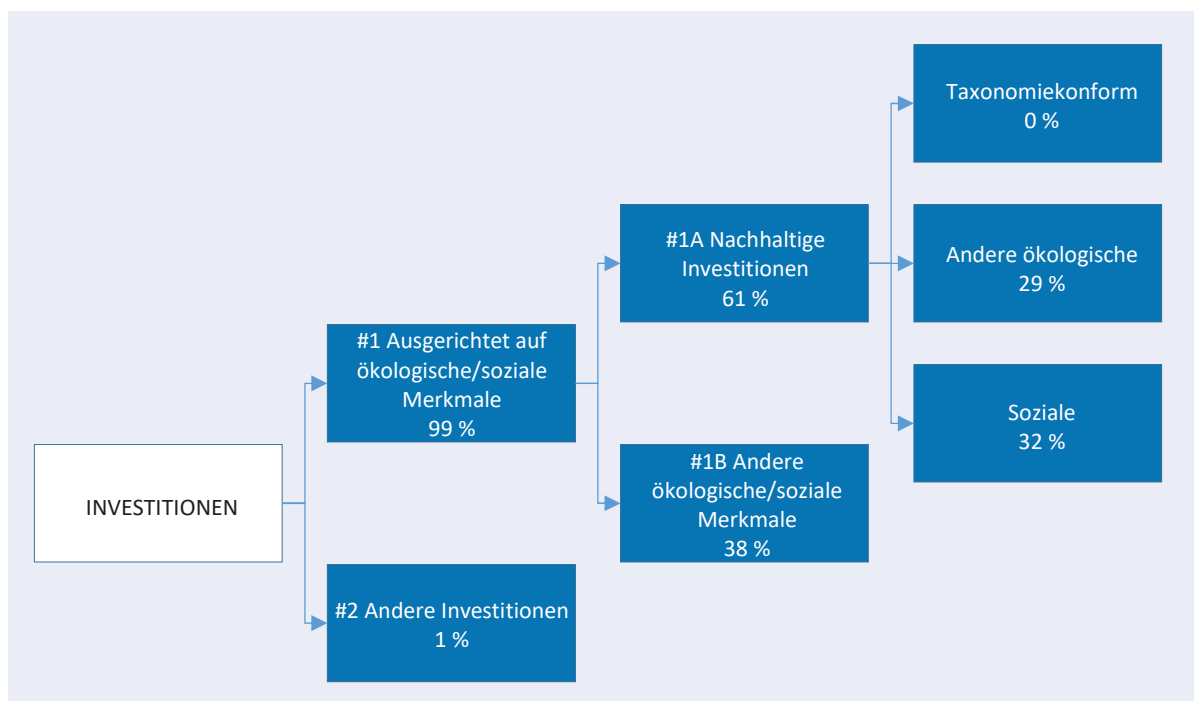 INVESTITIONEN
#1 Ausgerichtet auf
ökologische/soziale
Merkmale
99 %
#2 Andere Investitionen
1 %
#1A Nachhaltige
Investitionen
61 %
#1B Andere
ökologische/soziale
Merkmale
38 %
Taxonomiekonform
0 %
Andere ökologische
29 %
Soziale
32 %